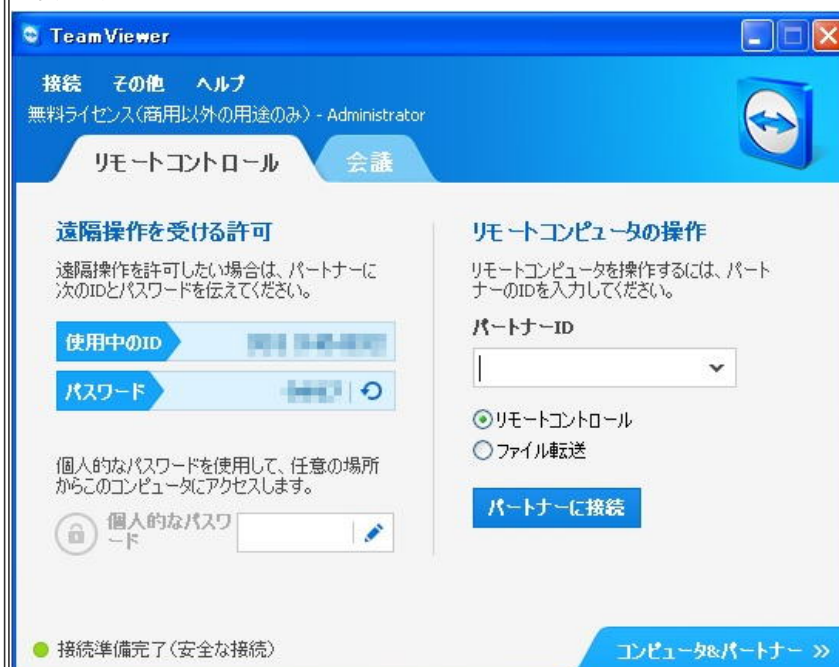 TeamViewer
接続 その他 ヘルプ
無料ライセンス(商用以外の用途のみ) - Administrator
リモートコントロール 会議
遠隔操作を受ける許可
遠隔操作を許可したい場合は、パートナーに
次のIDとパスワードを伝えてください。
使用中のID
パスワード
個人的なパスワードを使用して、任意の場所
からこのコンピュータにアクセスします。
個人的なパスワ
ード
リモートコンピュータの操作
リモートコンピュータを操作するには、パート
ナーのIDを入力してください。
パートナーID
リモートコントロール
ファイル転送
パートナーに接続
接続準備完了(安全な接続)
コンピュータ&パートナー >>